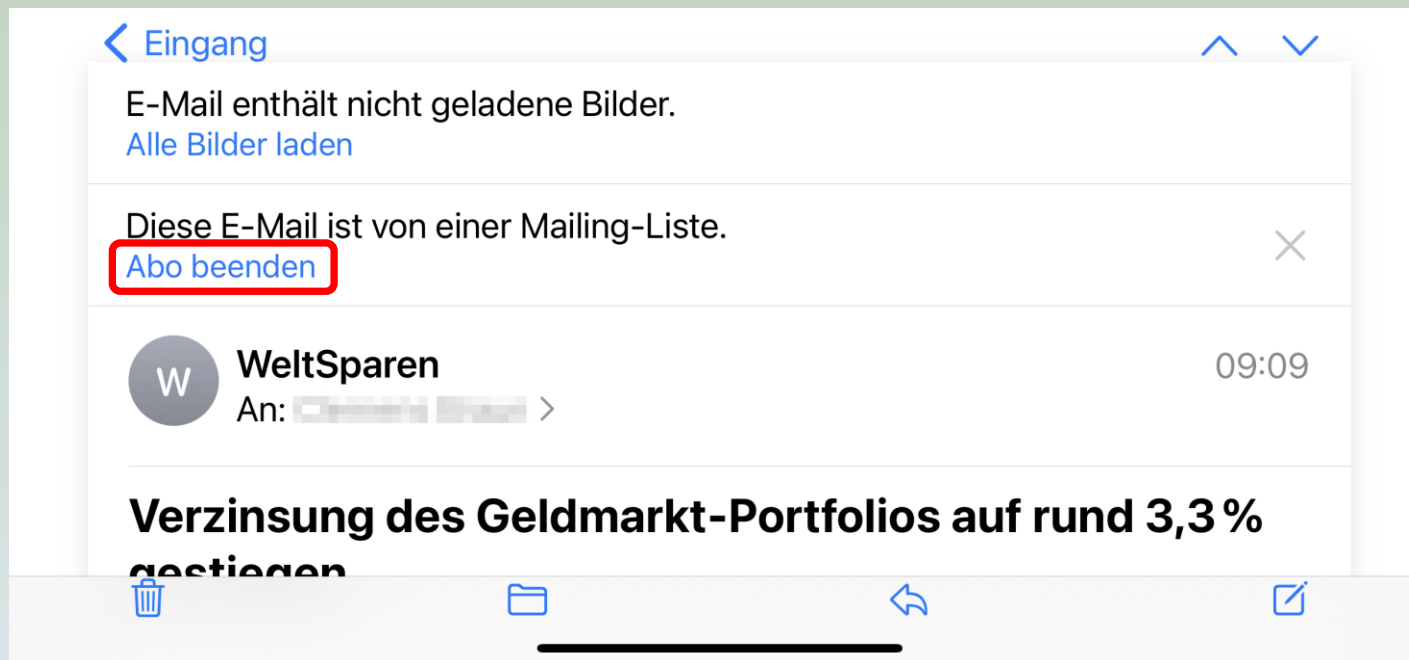 Eingang
E-Mail enthält nicht geladene Bilder.
Alle Bilder laden
Diese E-Mail ist von einer Mailing-Liste.
Abo beenden
W
WeltSparen
09:09
An:
Verzinsung des Geldmarkt-Portfolios auf rund 3,3 %
gestiegen